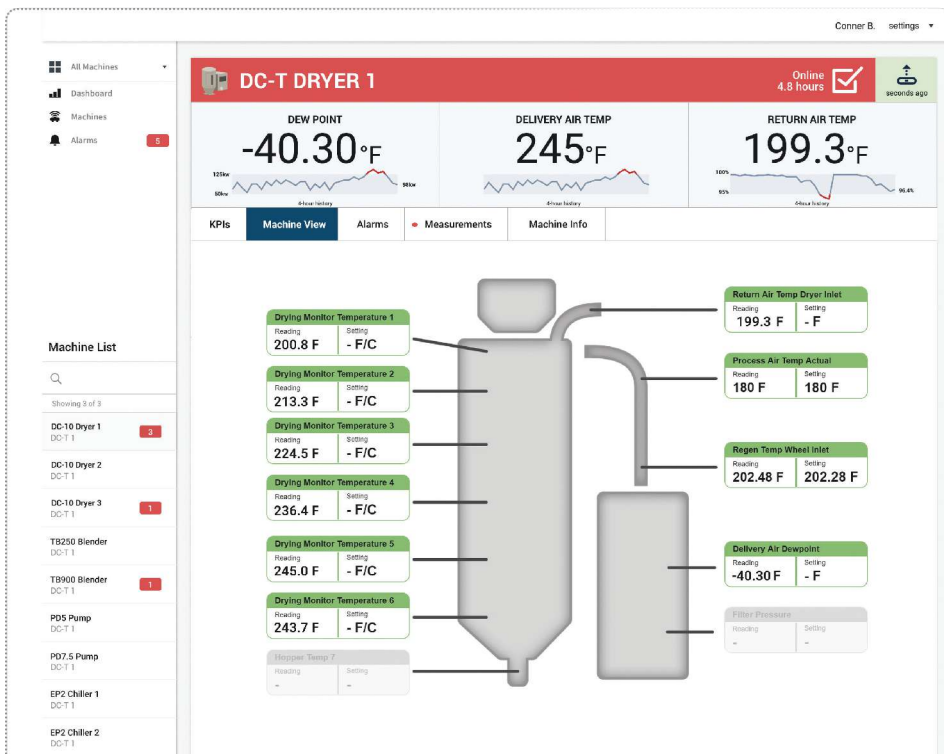 Conner B. settings
All Machines
Dashboard
Machines
Alarms 5
DC-T DRYER 1
Online
4.8 hours
seconds ago
DEW POINT
-40.30°F
125kw
50kw
98kw
4-hour history
DELIVERY AIR TEMP
245°F
4-hour history
RETURN AIR TEMP
199.3°F
100%
95%
96.4%
4-hour history
KPIs Machine View Alarms Measurements Machine Info
Machine List
Showing 3 of 3
DC-10 Dryer 1
DC-T 1
3
DC-10 Dryer 2
DC-T 1
DC-10 Dryer 3
DC-T 1
1
TB250 Blender
DC-T 1
TB900 Blender
DC-T 1
1
PD5 Pump
DC-T 1
PD7.5 Pump
DC-T 1
EP2 Chiller 1
DC-T 1
EP2 Chiller 2
DC-T 1
Drying Monitor Temperature 1
Reading Setting
200.8 F - F/C
Drying Monitor Temperature 2
Reading Setting
213.3 F - F/C
Drying Monitor Temperature 3
Reading Setting
224.5 F - F/C
Drying Monitor Temperature 4
Reading Setting
236.4 F - F/C
Drying Monitor Temperature 5
Reading Setting
245.0 F - F/C
Drying Monitor Temperature 6
Reading Setting
243.7 F - F/C
Hopper Temp 7
Reading Setting
- -
Return Air Temp Dryer Inlet
Reading Setting
199.3 F - F
Process Air Temp Actual
Reading Setting
180 F 180 F
Regen Temp Wheel Inlet
Reading Setting
202.48 F 202.28 F
Delivery Air Dewpoint
Reading Setting
-40.30 F - F
Filter Pressure
Reading Setting
- -